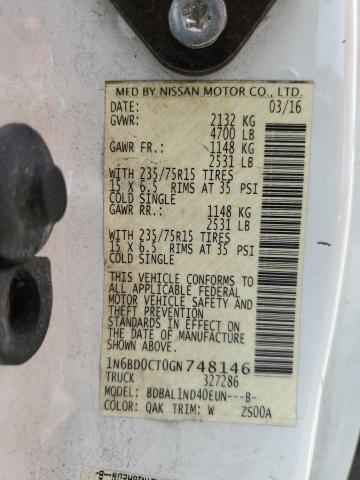 MFD BY NISSAN MOTOR CO., LTD.
DATE: 03/16
GVWR: 2132 KG
4700 LB
GAWR FR.: 1148 KG
2531 LB
WITH 235/75R15 TIRES
15 X 6.5 RIMS AT 35 PSI
COLD SINGLE
GAWR RR.: 1148 KG
2531 LB
WITH 235/75R15 TIRES
15 X 6.5 RIMS AT 35 PSI
COLD SINGLE
THIS VEHICLE CONFORMS TO
ALL APPLICABLE FEDERAL
MOTOR VEHICLE SAFETY AND
THEFT PREVENTION
STANDARDS IN EFFECT ON
THE DATE OF MANUFACTURE
SHOWN ABOVE.
1N6BD0CT0GN748146
TRUCK 327286
MODEL: BDBAL1ND40EUN---B-
COLOR: QAK TRIM: W ZS00A